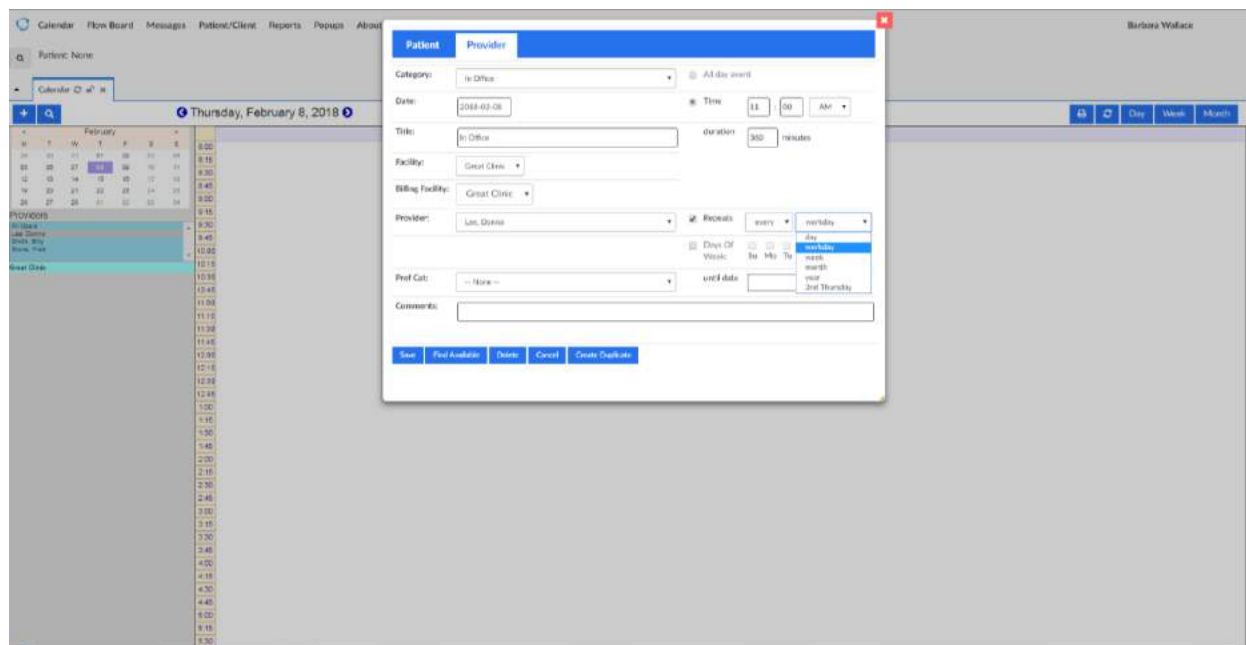 Calendar Flow Board Messages Patient/Client Reports Popups About
Barbara Wallace
Patient: None
Calendar
Thursday, February 8, 2018
Day Week Month
February
Providers
Great Clinic
8:00
8:15
8:30
8:45
9:00
9:15
9:30
9:45
10:00
10:15
10:30
10:45
11:00
11:15
11:30
11:45
12:00
12:15
12:30
12:45
1:00
1:15
1:30
1:45
2:00
2:15
2:30
2:45
3:00
3:15
3:30
3:45
4:00
4:15
4:30
4:45
5:00
5:15
5:30
Patient Provider
Category: In Office All day event
Date: 2018-02-08 Time 11 : 00 AM
Title: In Office duration 360 minutes
Facility: Great Clinic
Billing Facility: Great Clinic
Provider: Lee, Donna Repeats every workday
day
workday
week
month
year
2nd Thursday
Days Of Week: Su Mo Tu
Pref Cat: -- None -- until date
Comments:
Save Find Available Delete Cancel Create Duplicate